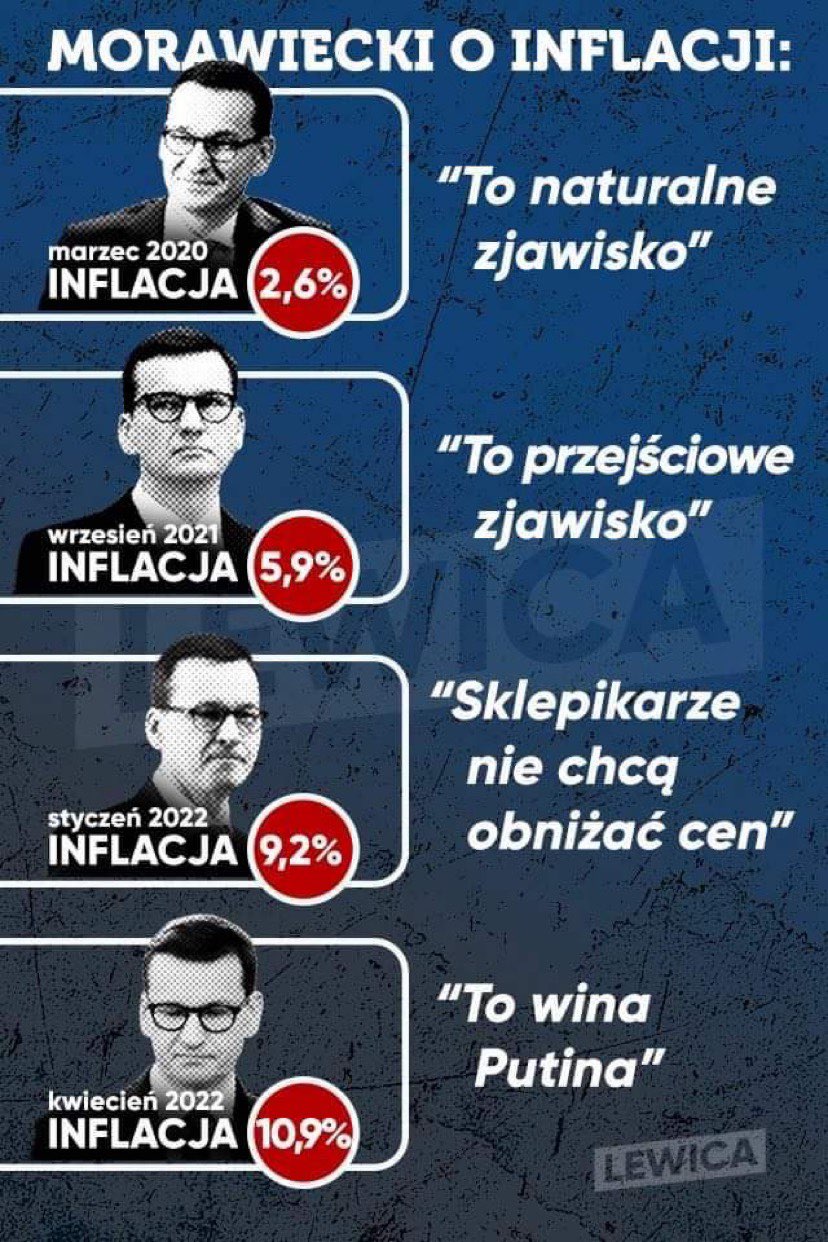 MORAWIECKI O INFLACJI:
marzec 2020
INFLACJA 2,6%
"To naturalne
zjawisko"
wrzesień 2021
INFLACJA 5,9%
"To przejściowe
zjawisko"
LEWICA
styczeń 2022
INFLACJA 9,2%
"Sklepikarze
nie chcą
obniżać cen"
kwiecień 2022
INFLACJA 10,9%
"To wina
Putina"
LEWICA